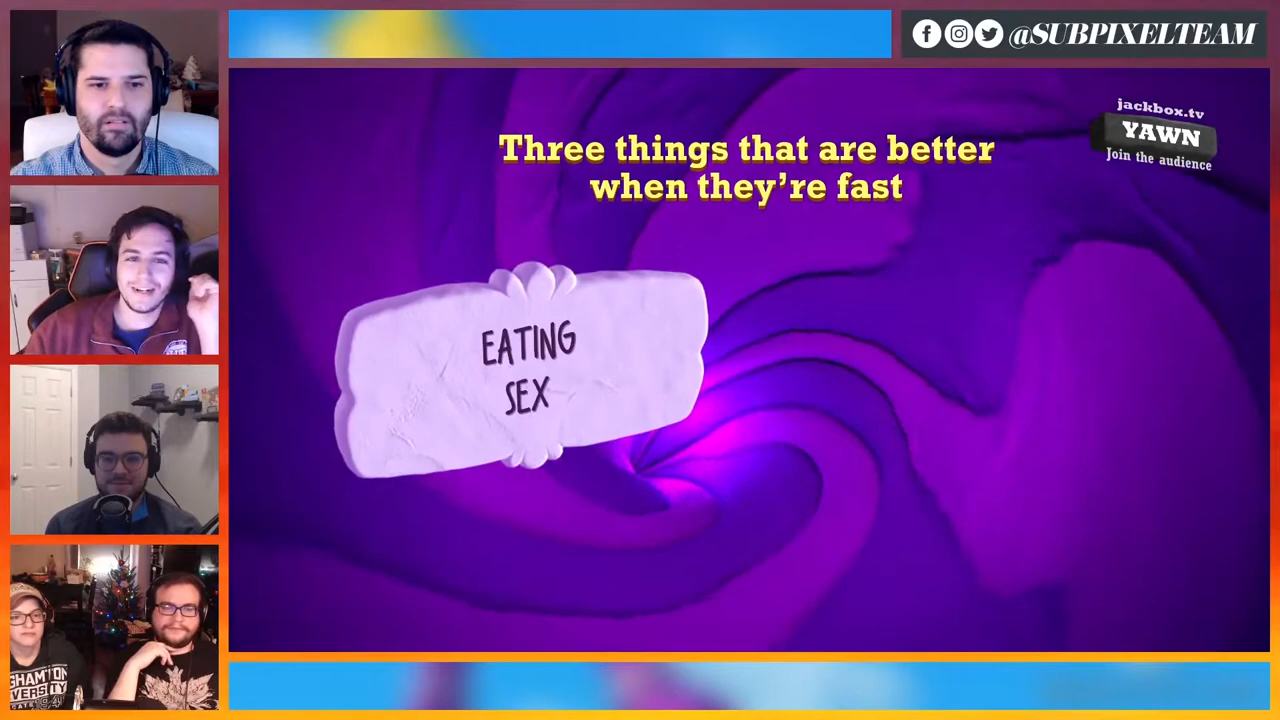 @SUBPIXELTEAM
jackbox.tv
YAWN
Join the audience
Three things that are better
when they're fast
EATING
SEX